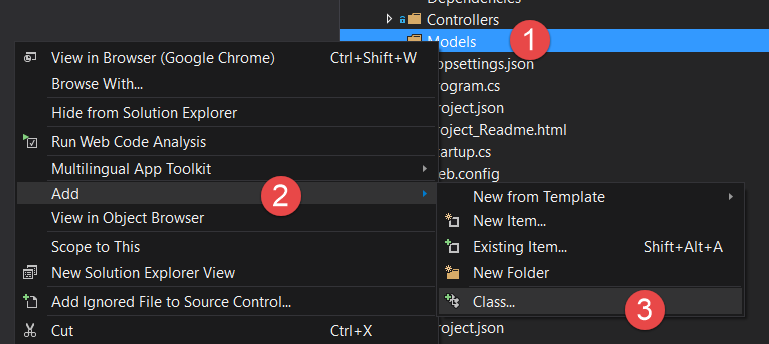 Dependencies
Controllers
Models
1
appsettings.json
View in Browser (Google Chrome) Ctrl+Shift+W
Browse With...
rogram.cs
Hide from Solution Explorer
roject.json
roject_Readme.html
Run Web Code Analysis
tartup.cs
Multilingual App Toolkit
eb.config
Add
2
New from Template
View in Object Browser
New Item...
Scope to This
Existing Item... Shift+Alt+A
New Solution Explorer View
New Folder
Add Ignored File to Source Control...
Class...
3
Cut Ctrl+X
roject.json